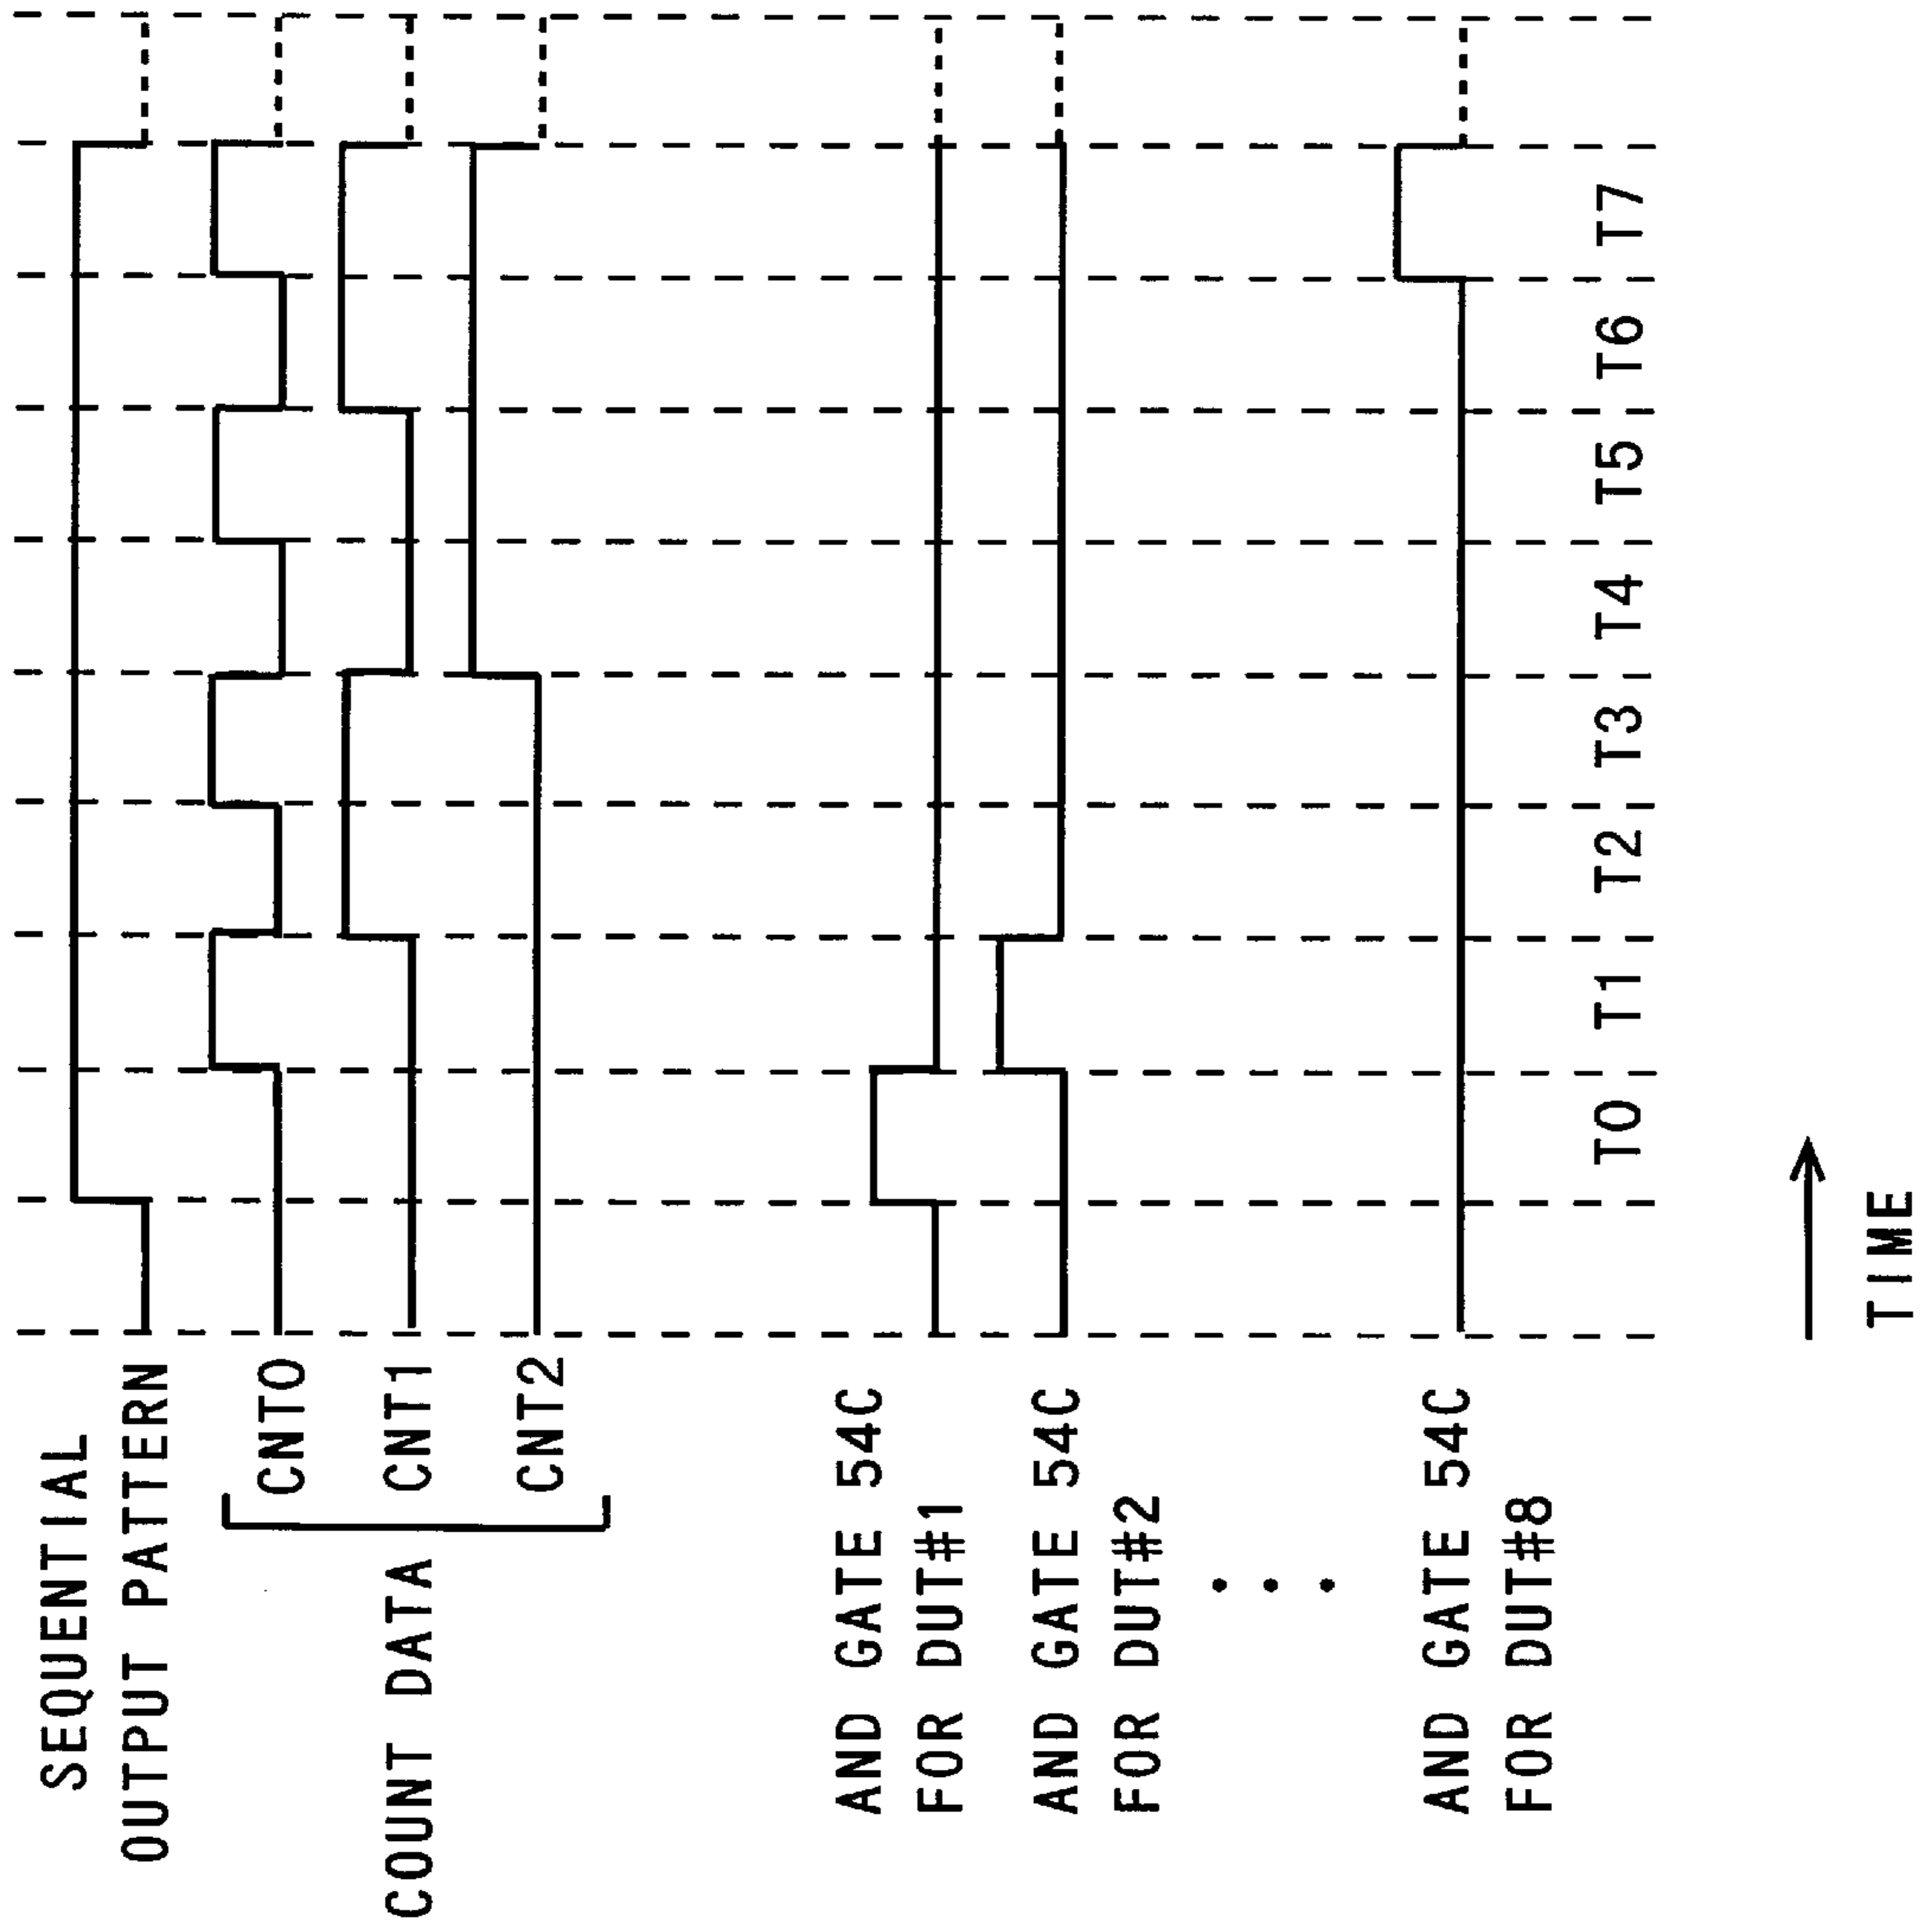 SEQUENTIAL
OUTPUT PATTERN
COUNT DATA
CNT0
CNT1
CNT2
AND GATE 54C
FOR DUT#1
AND GATE 54C
FOR DUT#2
AND GATE 54C
FOR DUT#8
T0 T1 T2 T3 T4 T5 T6 T7
TIME